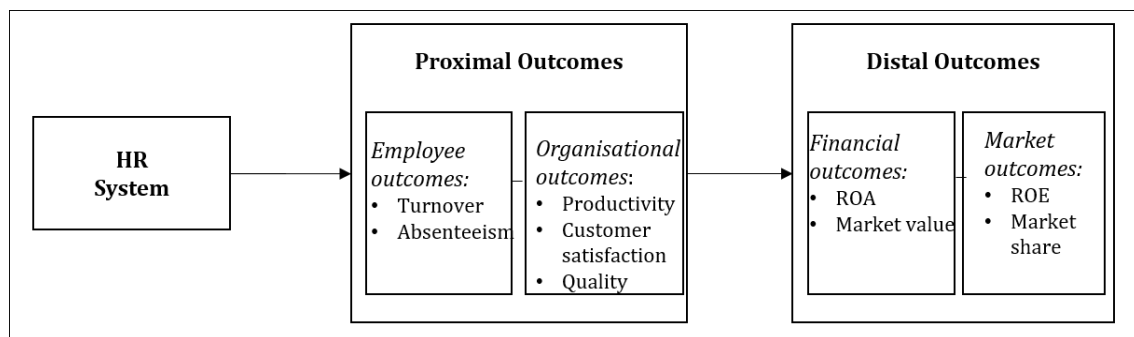 Proximal Outcomes
Distal Outcomes
HR
System
Employee
outcomes:
• Turnover
• Absenteeism
Organisational
outcomes:
• Productivity
• Customer
satisfaction
• Quality
Financial
outcomes:
• ROA
• Market value
Market
outcomes:
• ROE
• Market
share